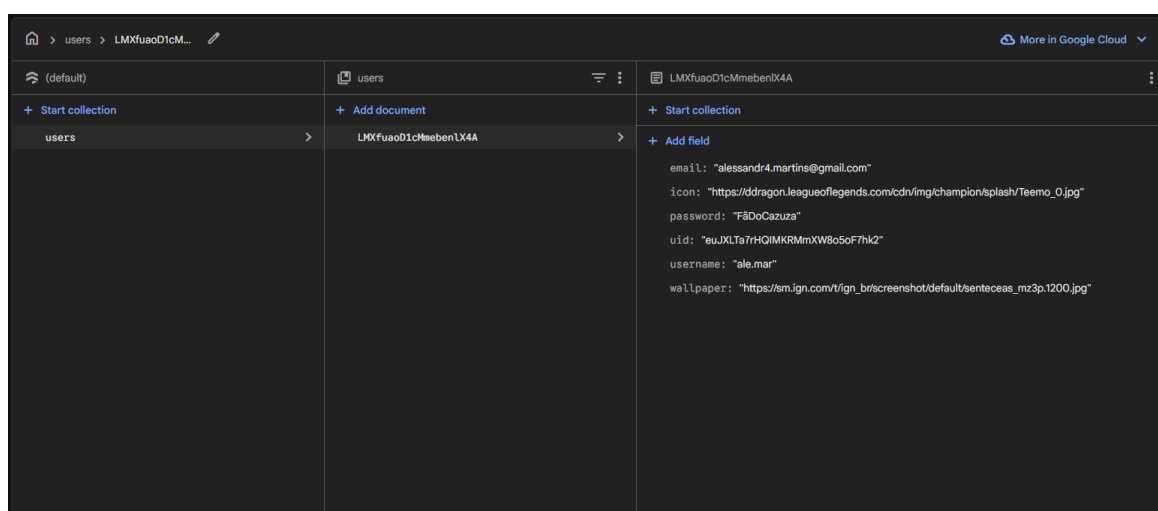 users > LMXfuaoD1cM...
More in Google Cloud
(default)
users
LMXfuaoD1cMmebenlX4A
+ Start collection
+ Add document
+ Start collection
users
LMXfuaoD1cMmebenlX4A
+ Add field
email: "alessandr4.martins@gmail.com"
icon: "https://ddragon.leagueoflegends.com/cdn/img/champion/splash/Teemo_0.jpg"
password: "FãDoCazuza"
uid: "euJXLTa7rHQIMKRMmXW8o5oF7hk2"
username: "ale.mar"
wallpaper: "https://sm.ign.com/t/ign_br/screenshot/default/senteceas_mz3p.1200.jpg"